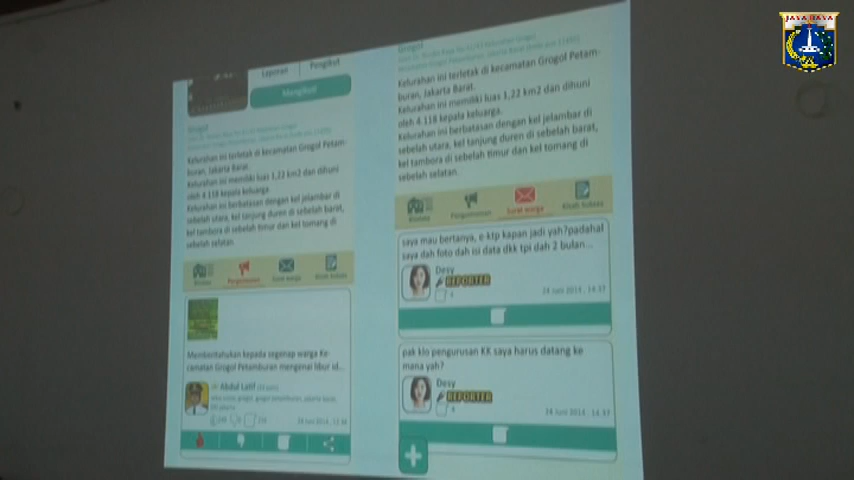 JAYA RAYA
Laporan
Pengikut
Mengikuti
Grogol
Kelurahan ini terletak di kecamatan Grogol Petam-
buran, Jakarta Barat.
Kelurahan ini memiliki luas 1,22 km2 dan dihuni
oleh 4.118 kepala keluarga.
Kelurahan ini berbatasan dengan kel jelambar di
sebelah utara, kel tanjung duren di sebelah barat,
kel tambora di sebelah timur dan kel tomang di
sebelah selatan.
Pengumuman
Surat warga
Memberitahukan kepada segenap warga Ke-
camatan Grogol Petamburan mengenai libur id...
Abdul Latif
Grogol
Kelurahan ini terletak di kecamatan Grogol Petam-
buran, Jakarta Barat.
Kelurahan ini memiliki luas 1,22 km2 dan dihuni
oleh 4.118 kepala keluarga.
Kelurahan ini berbatasan dengan kel jelambar di
sebelah utara, kel tanjung duren di sebelah barat,
kel tambora di sebelah timur dan kel tomang di
sebelah selatan.
Pengumuman
Surat warga
saya mau bertanya, e-ktp kapan jadi yah?padahal
saya dah foto dah isi data dkk tpi dah 2 bulan...
Desy
REPORTER
24 Juni 2014 , 14.37
pak klo pengurusan KK saya harus datang ke
mana yah?
Desy
REPORTER
24 Juni 2014 , 14.37